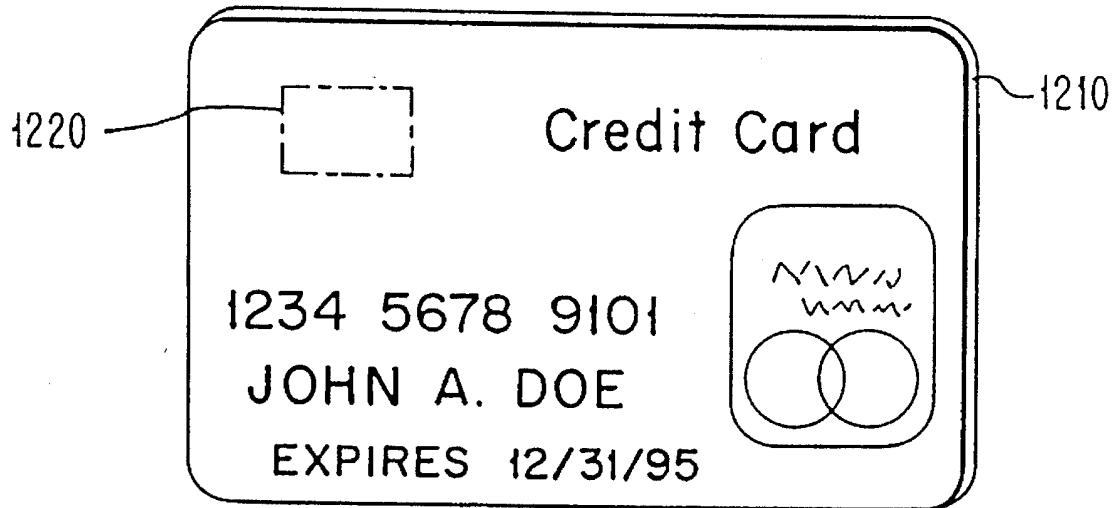 1210
1220
Credit Card
1234 5678 9101
JOHN A. DOE
EXPIRES 12/31/95